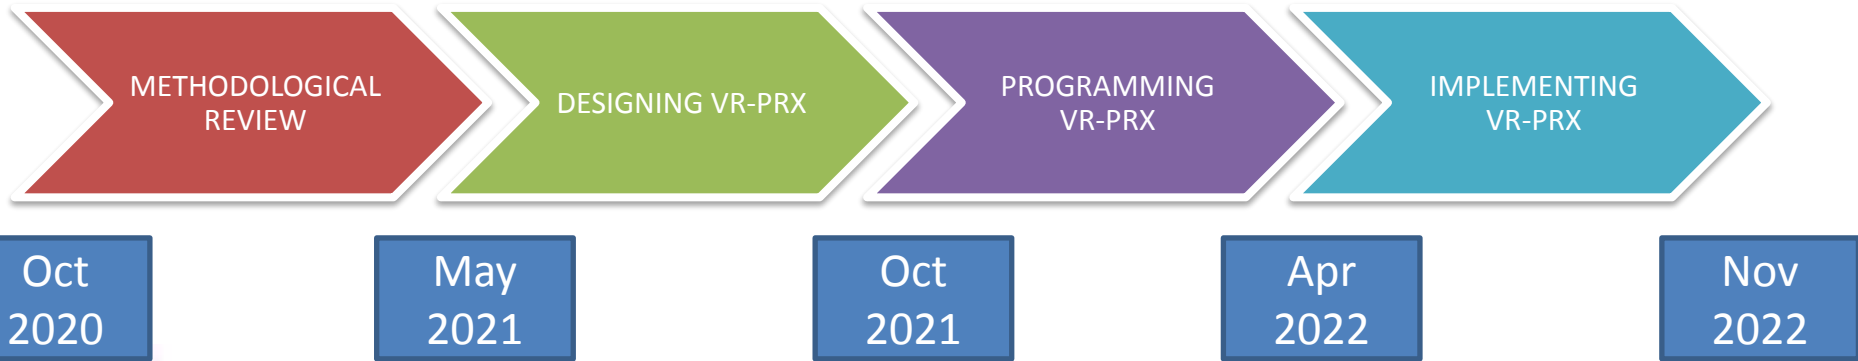 METHODOLOGICAL
REVIEW
DESIGNING VR-PRX
PROGRAMMING
VR-PRX
IMPLEMENTING
VR-PRX
Oct
2020
May
2021
Oct
2021
Apr
2022
Nov
2022